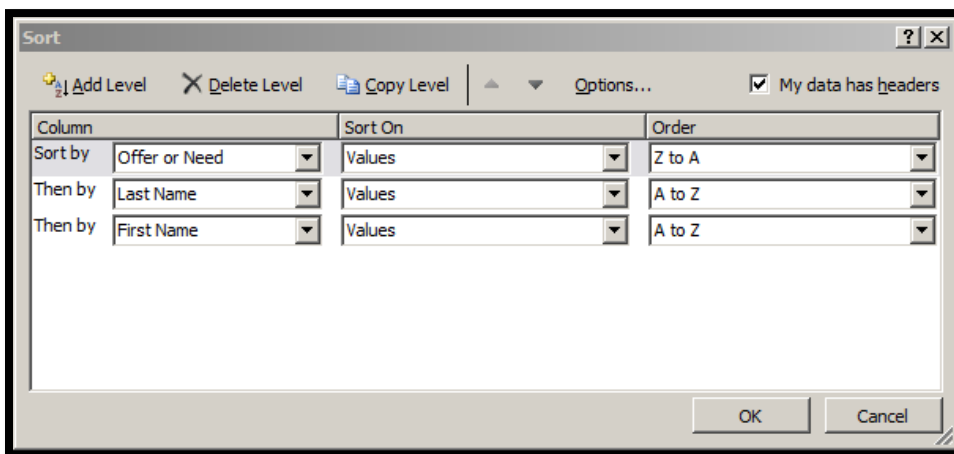 Sort ? X
Add Level Delete Level Copy Level Options... My data has headers
Column Sort On Order
Sort by Offer or Need Values Z to A
Then by Last Name Values A to Z
Then by First Name Values A to Z
OK Cancel